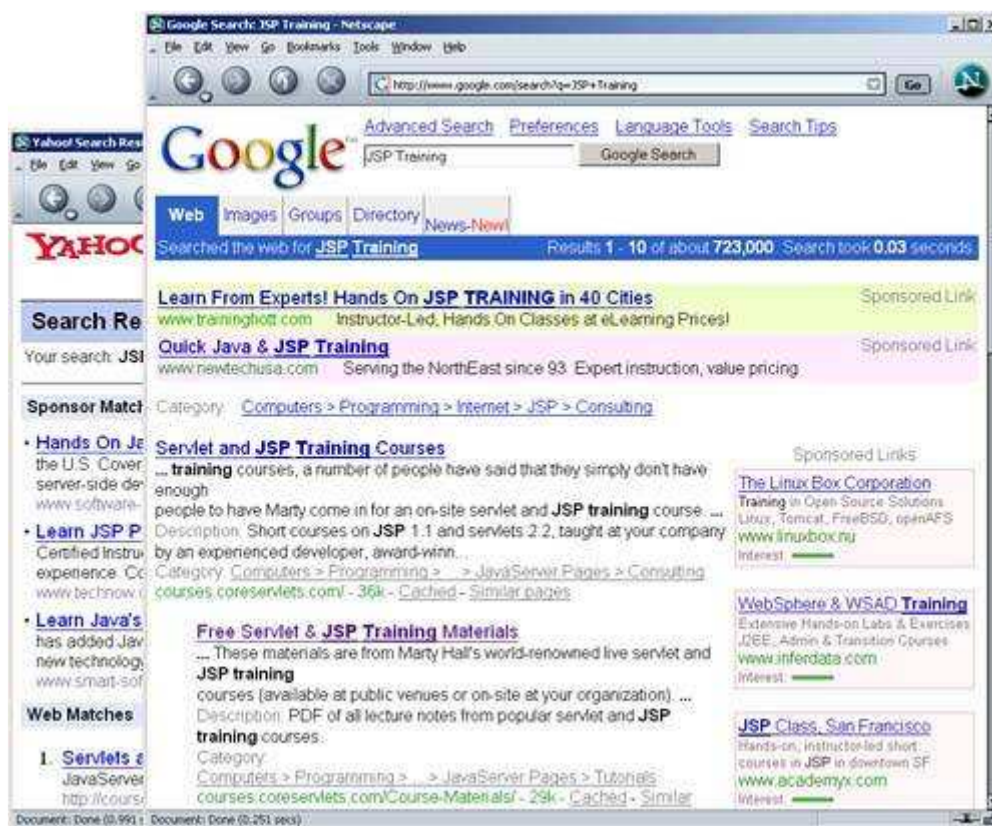 Google Search: JSP Training - Netscape
File Edit View Go Bookmarks Tools Window Help
http://www.google.com/search?q=JSP+Training
Go
N
Google™
Advanced Search Preferences Language Tools Search Tips
JSP Training
Google Search
Web Images Groups Directory News-New!
Searched the web for JSP Training Results 1 - 10 of about 723,000 Search took 0.03 seconds
Learn From Experts! Hands On JSP TRAINING in 40 Cities Sponsored Link
www.traininghott.com Instructor-Led, Hands On Classes at eLearning Prices!
Quick Java & JSP Training Sponsored Link
www.newtechusa.com Serving the NorthEast since 93 Expert instruction, value pricing
Category: Computers > Programming > Internet > JSP > Consulting
Servlet and JSP Training Courses
... training courses, a number of people have said that they simply don't have
enough
people to have Marty come in for an on-site servlet and JSP training course. ...
Description: Short courses on JSP 1.1 and servlets 2.2, taught at your company
by an experienced developer, award-winn...
Category: Computers > Programming > ... > JavaServer Pages > Consulting
courses.coreservlets.com/ - 36k - Cached - Similar pages
Free Servlet & JSP Training Materials
... These materials are from Marty Hall's world-renowned live servlet and
JSP training
courses (available at public venues or on-site at your organization). ...
Description: PDF of all lecture notes from popular servlet and JSP
training courses.
Category:
Computers > Programming > ... > JavaServer Pages > Tutorials
courses.coreservlets.com/Course-Materials/ - 29k - Cached - Similar
Sponsored Links
The Linux Box Corporation
Training in Open Source Solutions
Linux, Tomcat, FreeBSD, openAFS
www.linuxbox.nu
Interest:
WebSphere & WSAD Training
Extensive Hands-on Labs & Exercises
J2EE, Admin & Transition Courses
www.inferdata.com
Interest:
JSP Class, San Francisco
Hands-on, instructor-led short
courses in JSP in downtown SF
www.academyx.com
Interest:
Document: Done (0.251 secs)
Yahoo! Search Res
File Edit View Go
YAHOO
Search Re
Your search: JS
Sponsor Matc
• Hands On Ja
the U.S. Cover
server-side de
www.software-
• Learn JSP P
Certified Instru
experience. Co
www.technow.
• Learn Java's
has added Jav
new technology
www.smart-sof
Web Matches
1. Servlets a
JavaServer
http://cours
Document: Done (0.991